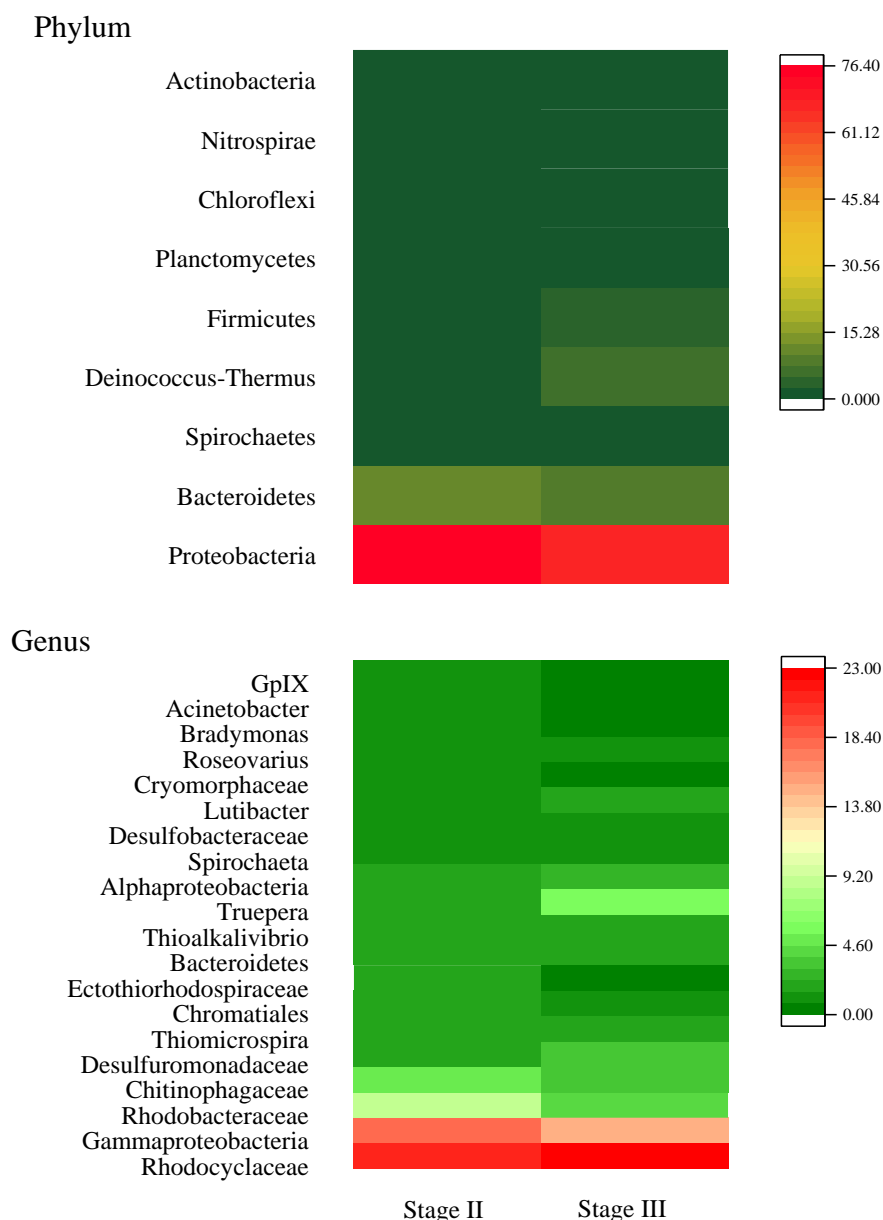 Phylum
Actinobacteria
Nitrospirae
Chloroflexi
Planctomycetes
Firmicutes
Deinococcus-Thermus
Spirochaetes
Bacteroidetes
Proteobacteria
76.40
61.12
45.84
30.56
15.28
0.000
Genus
GpIX
Acinetobacter
Bradymonas
Roseovarius
Cryomorphaceae
Lutibacter
Desulfobacteraceae
Spirochaeta
Alphaproteobacteria
Truepera
Thioalkalivibrio
Bacteroidetes
Ectothiorhodospiraceae
Chromatiales
Thiomicrospira
Desulfuromonadaceae
Chitinophagaceae
Rhodobacteraceae
Gammaproteobacteria
Rhodocyclaceae
23.00
18.40
13.80
9.20
4.60
0.00
Stage II Stage III